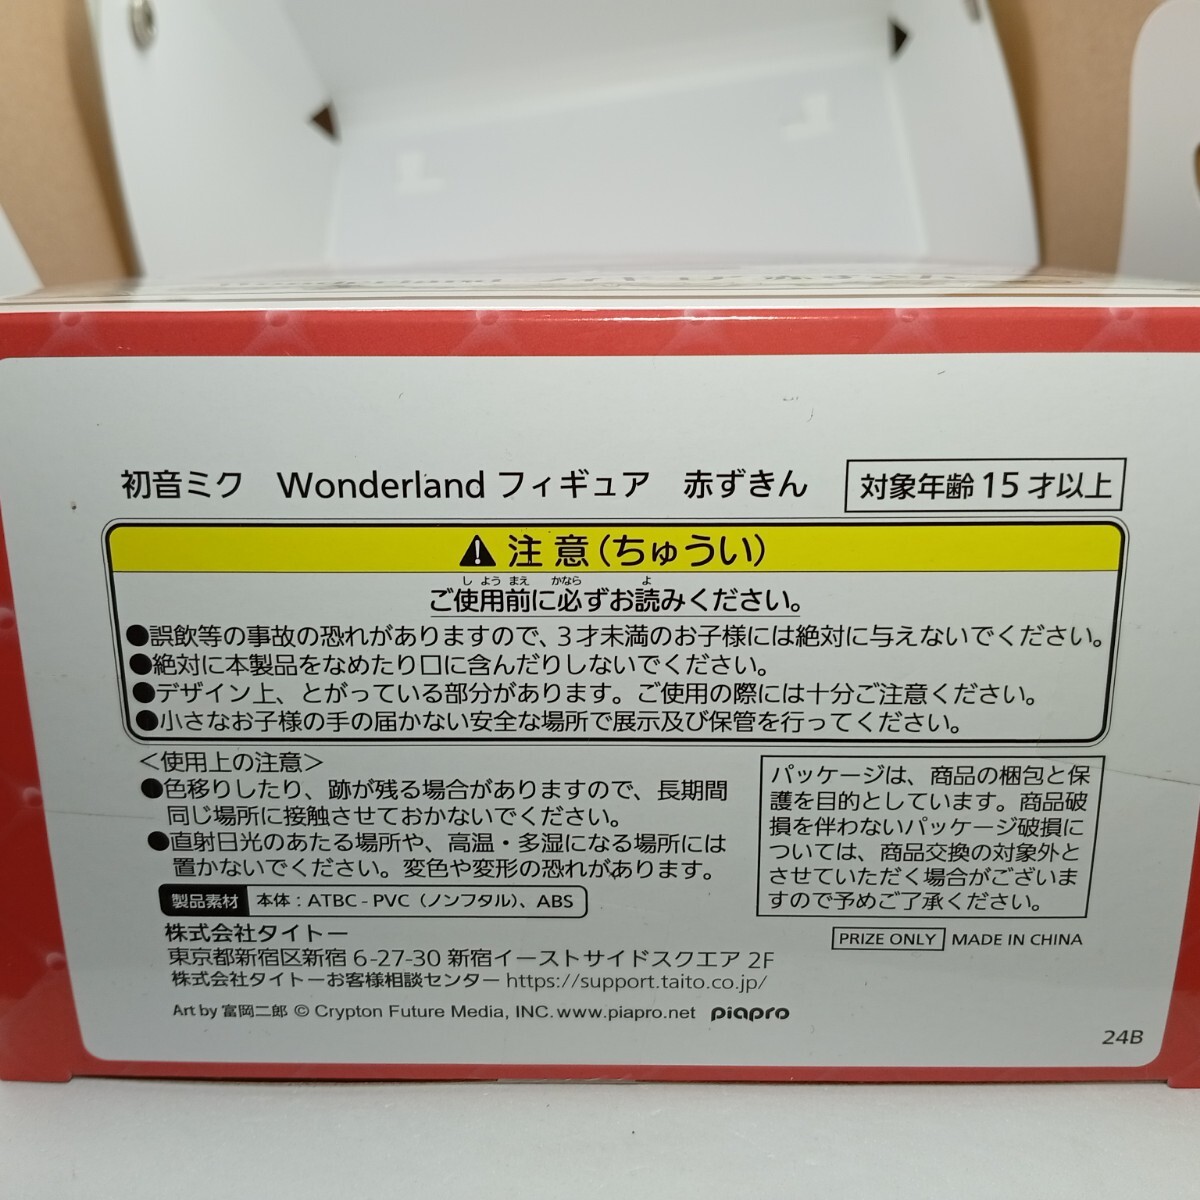 初音ミク Wonderland フィギュア 赤ずきん
対象年齢15才以上
注意(ちゅうい)
し よう まえ かなら よ
ご使用前に必ずお読みください。
●誤飲等の事故の恐れがありますので、3才未満のお子様には絶対に与えないでください。
●絶対に本製品をなめたり口に含んだりしないでください。
●デザイン上、とがっている部分があります。ご使用の際には十分ご注意ください。
●小さなお子様の手の届かない安全な場所で展示及び保管を行ってください。
<使用上の注意>
●色移りしたり、跡が残る場合がありますので、長期間
同じ場所に接触させておかないでください。
●直射日光のあたる場所や、高温・多湿になる場所には
置かないでください。変色や変形の恐れがあります。
パッケージは、商品の梱包と保
護を目的としています。商品破
損を伴わないパッケージ破損に
ついては、商品交換の対象外と
させていただく場合がございま
すので予めご了承ください。
製品素材 本体:ATBC-PVC(ノンフタル)、ABS
PRIZE ONLY MADE IN CHINA
株式会社タイトー
東京都新宿区新宿 6-27-30 新宿イーストサイドスクエア 2F
株式会社タイトーお客様相談センター https://support.taito.co.jp/
Art by 富岡二郎 © Crypton Future Media, INC. www.piapro.net piapro
24B